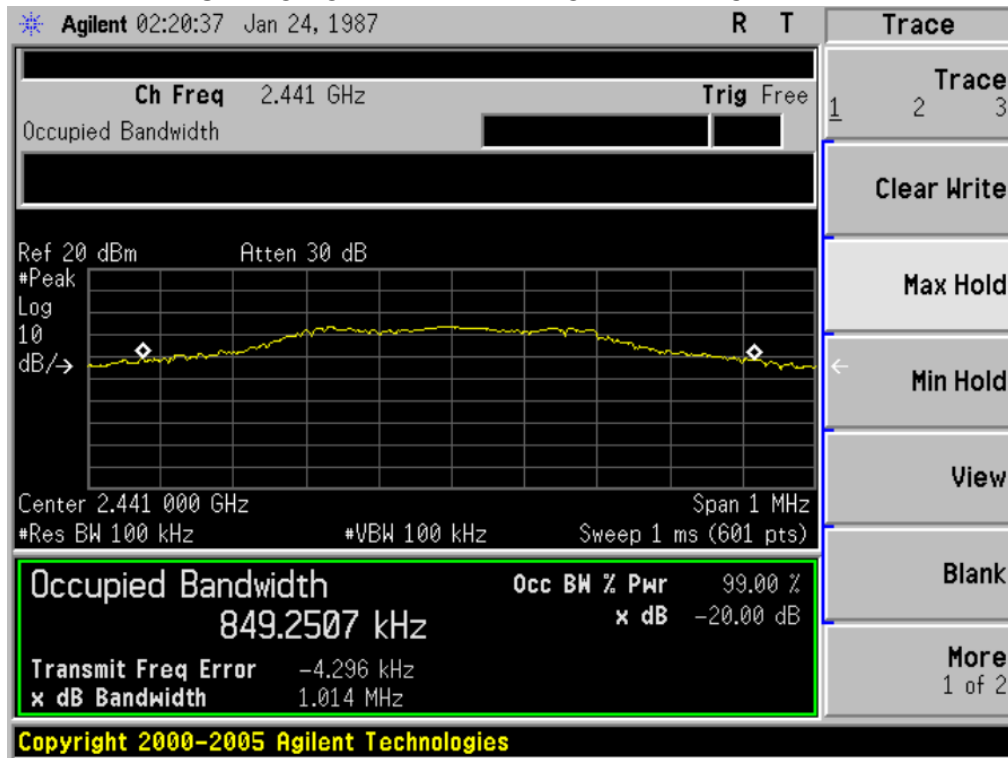 Agilent 02:20:37 Jan 24, 1987 R T
Trace
Ch Freq 2.441 GHz Trig Free
Occupied Bandwidth
Ref 20 dBm Atten 30 dB
#Peak
Log
10
dB/→
Center 2.441 000 GHz Span 1 MHz
#Res BW 100 kHz #VBW 100 kHz Sweep 1 ms (601 pts)
Occupied Bandwidth
849.2507 kHz
Occ BW % Pwr 99.00 %
x dB -20.00 dB
Transmit Freq Error -4.296 kHz
x dB Bandwidth 1.014 MHz
Copyright 2000-2005 Agilent Technologies
Trace
1 2 3
Clear Write
Max Hold
Min Hold
View
Blank
More
1 of 2